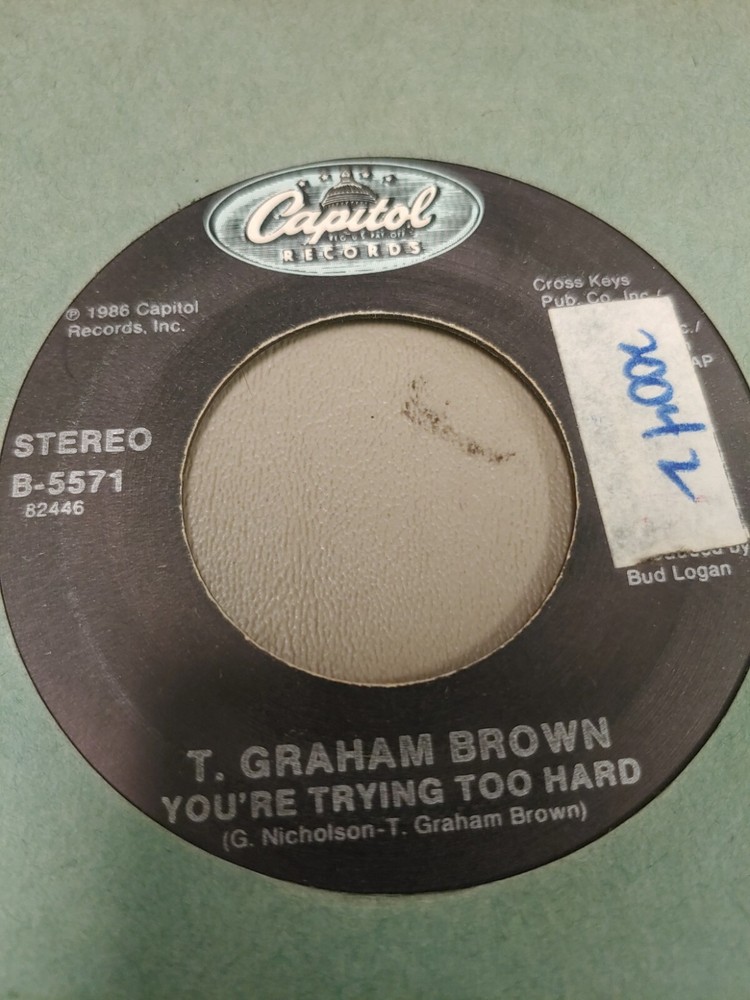 Capitol
RECORDS
℗ 1986 Capitol
Records, Inc.
Cross Keys
Pub. Co. Inc./
STEREO
B-5571
82446
Bud Logan
T. GRAHAM BROWN
YOU'RE TRYING TOO HARD
(G. Nicholson-T. Graham Brown)